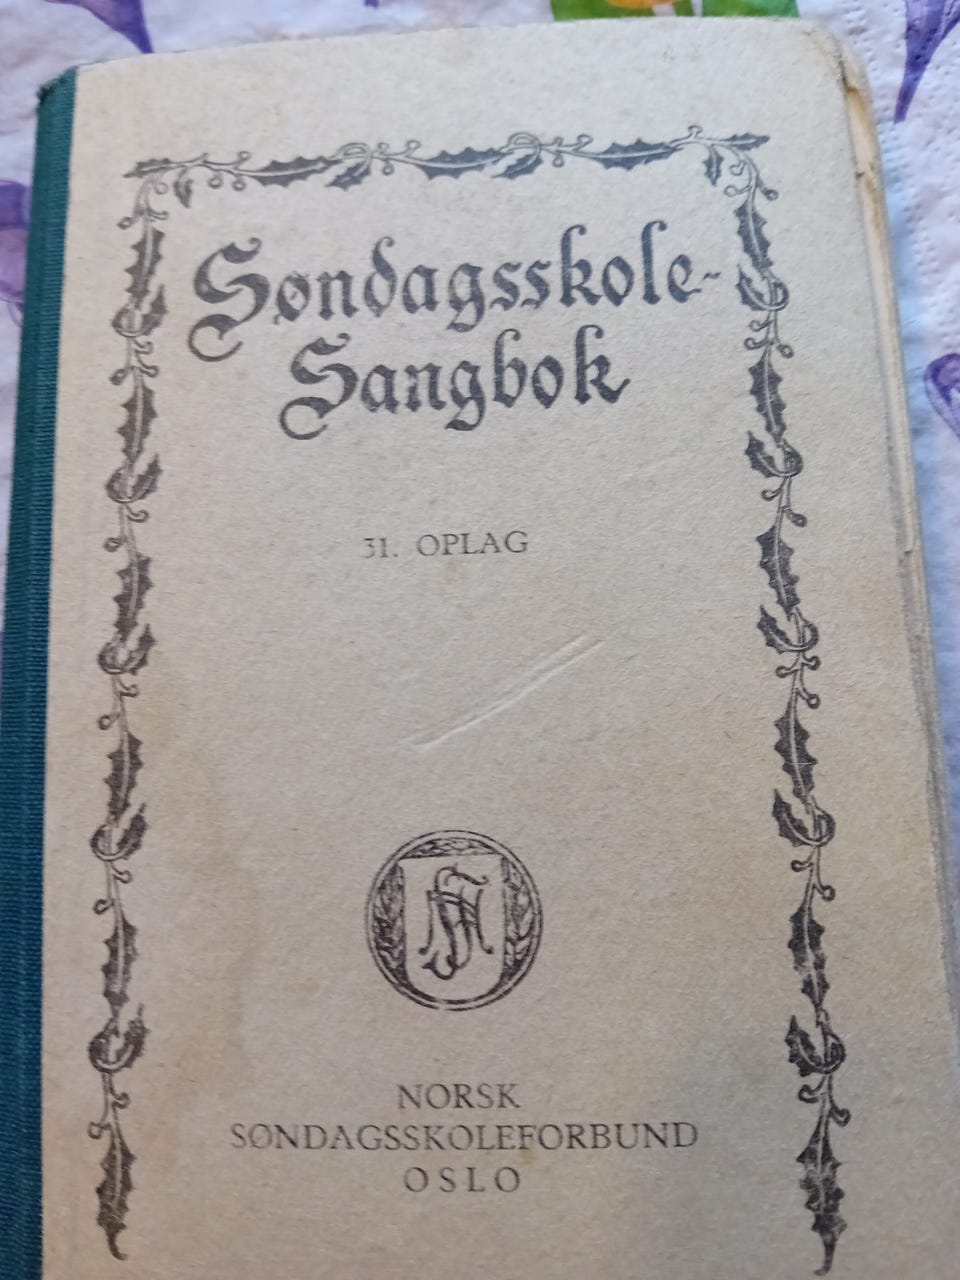 Søndagsskole-
Sangbok
31. OPLAG
NORSK
SØNDAGSSKOLEFORBUND
OSLO